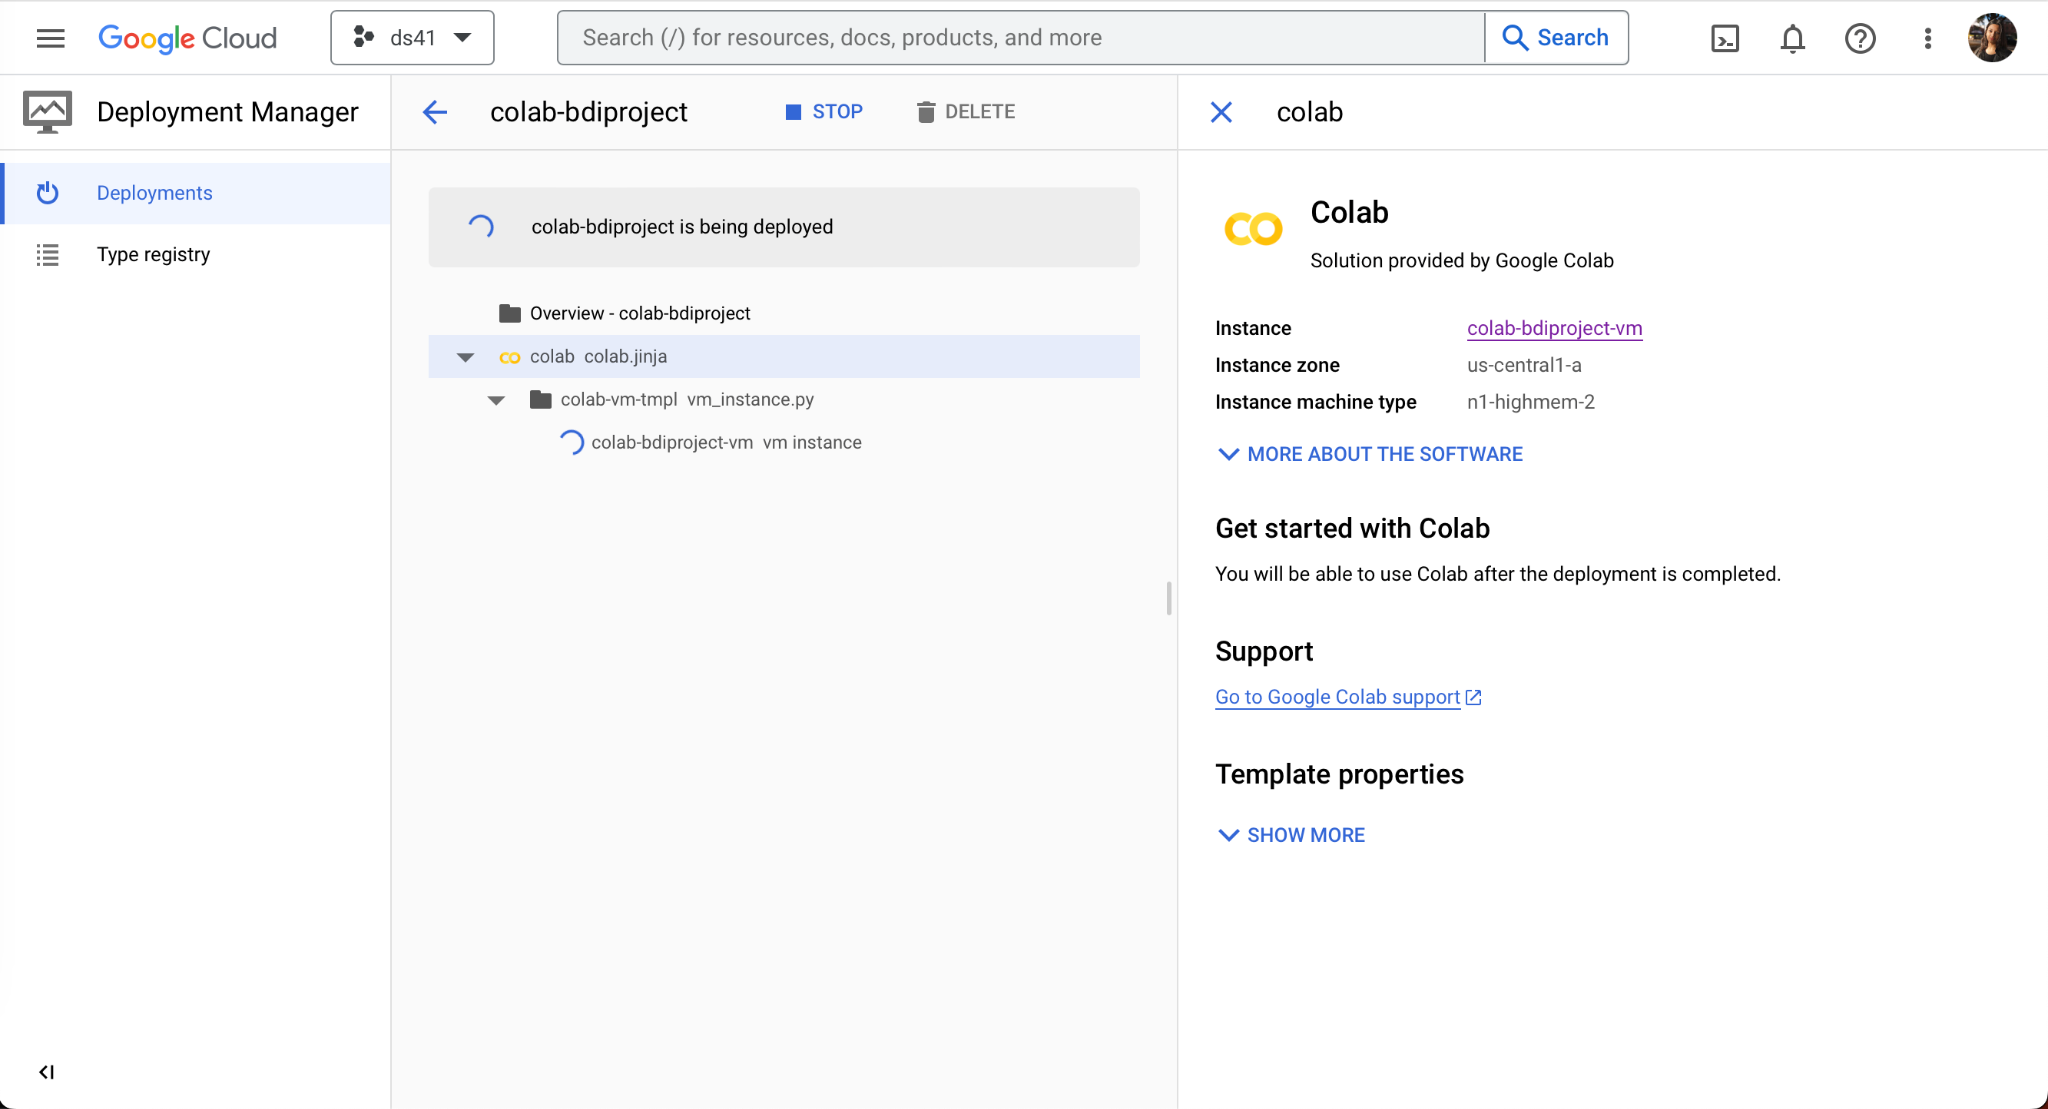 Google Cloud
ds41
Search (/) for resources, docs, products, and more
Search
Deployment Manager
Deployments
Type registry
colab-bdiproject
STOP
DELETE
colab-bdiproject is being deployed
Overview - colab-bdiproject
colab colab.jinja
colab-vm-tmpl vm_instance.py
colab-bdiproject-vm vm instance
colab
Colab
Solution provided by Google Colab
Instance colab-bdiproject-vm
Instance zone us-central1-a
Instance machine type n1-highmem-2
MORE ABOUT THE SOFTWARE
Get started with Colab
You will be able to use Colab after the deployment is completed.
Support
Go to Google Colab support
Template properties
SHOW MORE